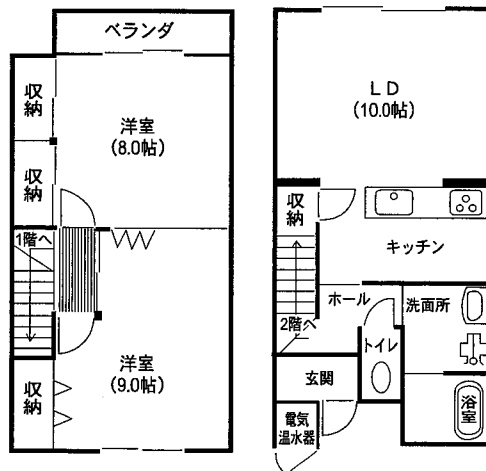 ベランダ
収納
洋室
(8.0帖)
収納
1階へ
洋室
(9.0帖)
収納
LD
(10.0帖)
収納
キッチン
ホール
洗面所
2階へ
トイレ
玄関
浴室
電気
温水器